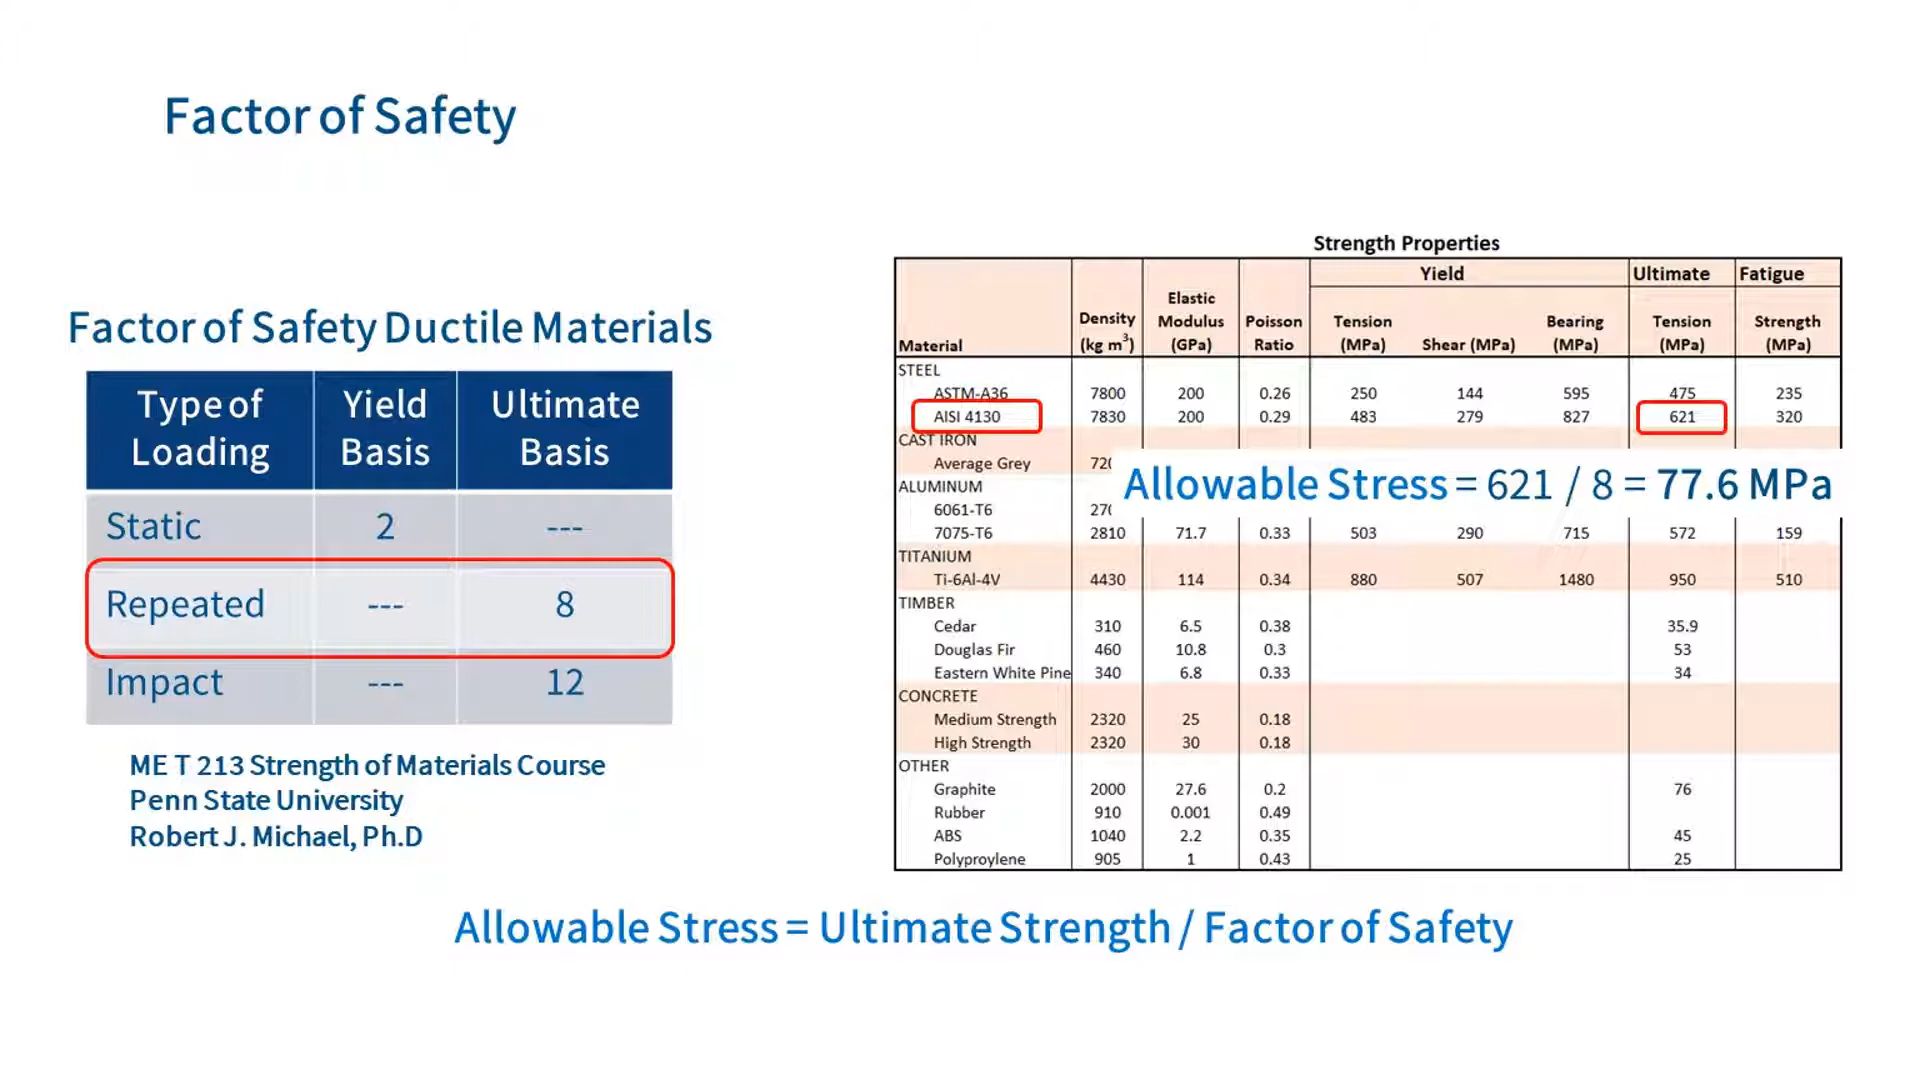 Factor of Safety
Factor of Safety Ductile Materials
Type of Loading Yield Basis Ultimate Basis
Static 2 ---
Repeated --- 8
Impact --- 12
ME T 213 Strength of Materials Course
Penn State University
Robert J. Michael, Ph.D
Strength Properties
Yield Ultimate Fatigue
Material Density (kg m³) Elastic Modulus (GPa) Poisson Ratio Tension (MPa) Shear (MPa) Bearing (MPa) Tension (MPa) Strength (MPa)
STEEL
ASTM-A36 7800 200 0.26 250 144 595 475 235
AISI 4130 7830 200 0.29 483 279 827 621 320
CAST IRON
Average Grey
ALUMINUM
Allowable Stress = 621 / 8 = 77.6 MPa
6061-T6
7075-T6 2810 71.7 0.33 503 290 715 572 159
TITANIUM
Ti-6Al-4V 4430 114 0.34 880 507 1480 950 510
TIMBER
Cedar 310 6.5 0.38 35.9
Douglas Fir 460 10.8 0.3 53
Eastern White Pine 340 6.8 0.33 34
CONCRETE
Medium Strength 2320 25 0.18
High Strength 2320 30 0.18
OTHER
Graphite 2000 27.6 0.2 76
Rubber 910 0.001 0.49
ABS 1040 2.2 0.35 45
Polyproylene 905 1 0.43 25
Allowable Stress = Ultimate Strength / Factor of Safety